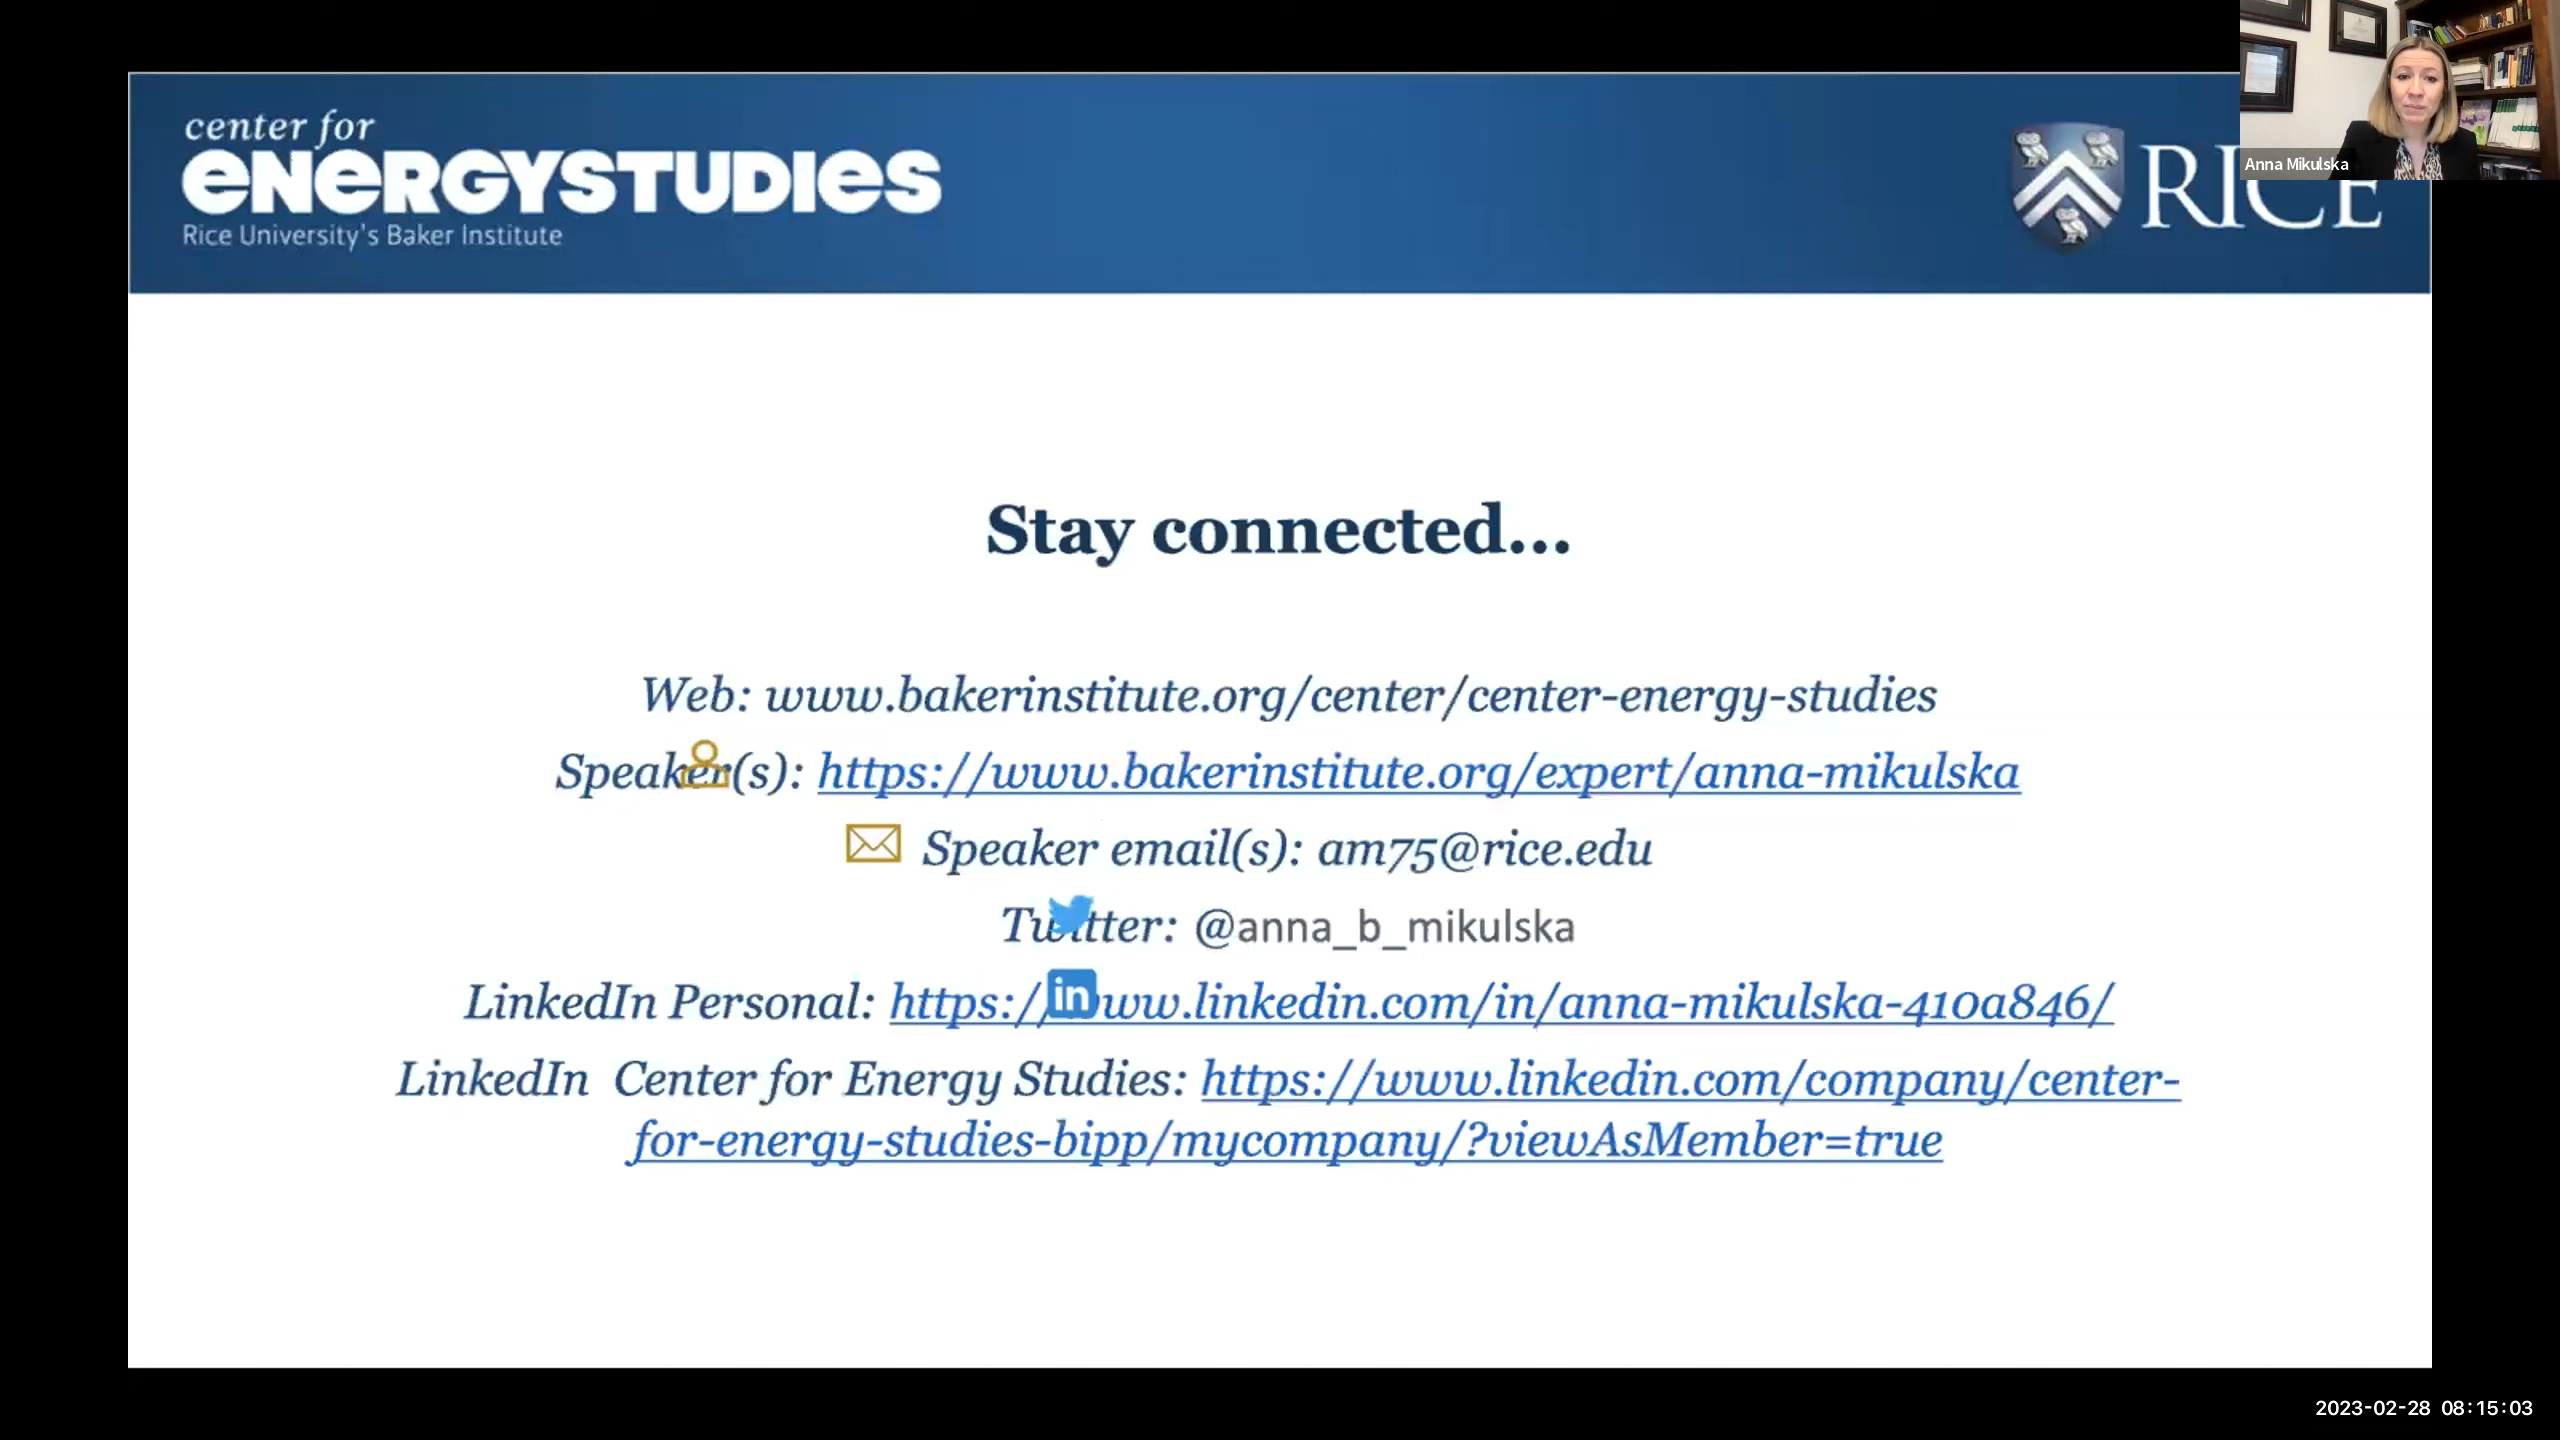 center for
eNeRGYSTUDIeS
Rice University's Baker Institute
RICE
Anna Mikulska
Stay connected...
Web: www.bakerinstitute.org/center/center-energy-studies
Speaker(s): https://www.bakerinstitute.org/expert/anna-mikulska
Speaker email(s): am75@rice.edu
Twitter: @anna_b_mikulska
LinkedIn Personal: https://www.linkedin.com/in/anna-mikulska-410a846/
in
LinkedIn Center for Energy Studies: https://www.linkedin.com/company/center-
for-energy-studies-bipp/mycompany/?viewAsMember=true
2023-02-28 08:15:03